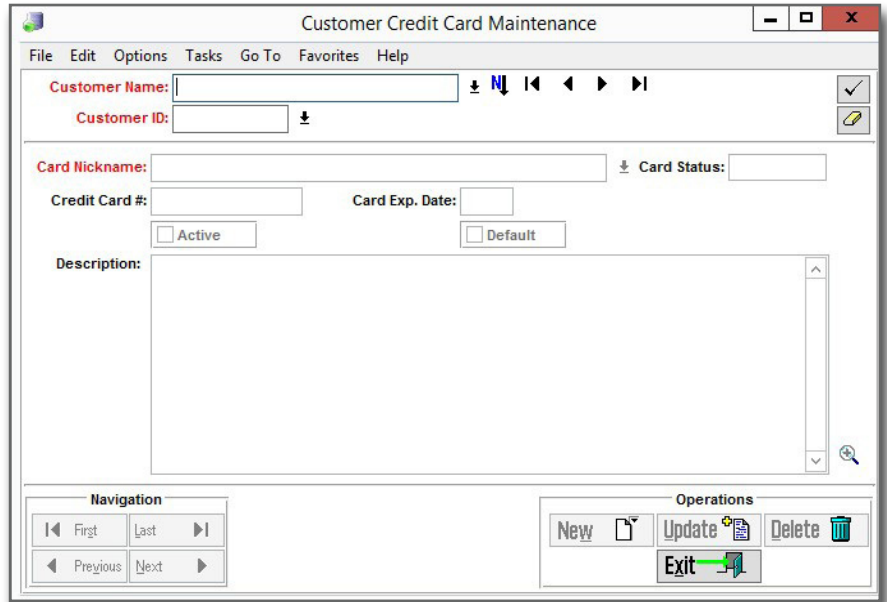 Customer Credit Card Maintenance
File Edit Options Tasks Go To Favorites Help
Customer Name: N
Customer ID:
Card Nickname: Card Status:
Credit Card #: Card Exp. Date:
Active Default
Description:
Navigation Operations
First Last New Update Delete
Previous Next Exit